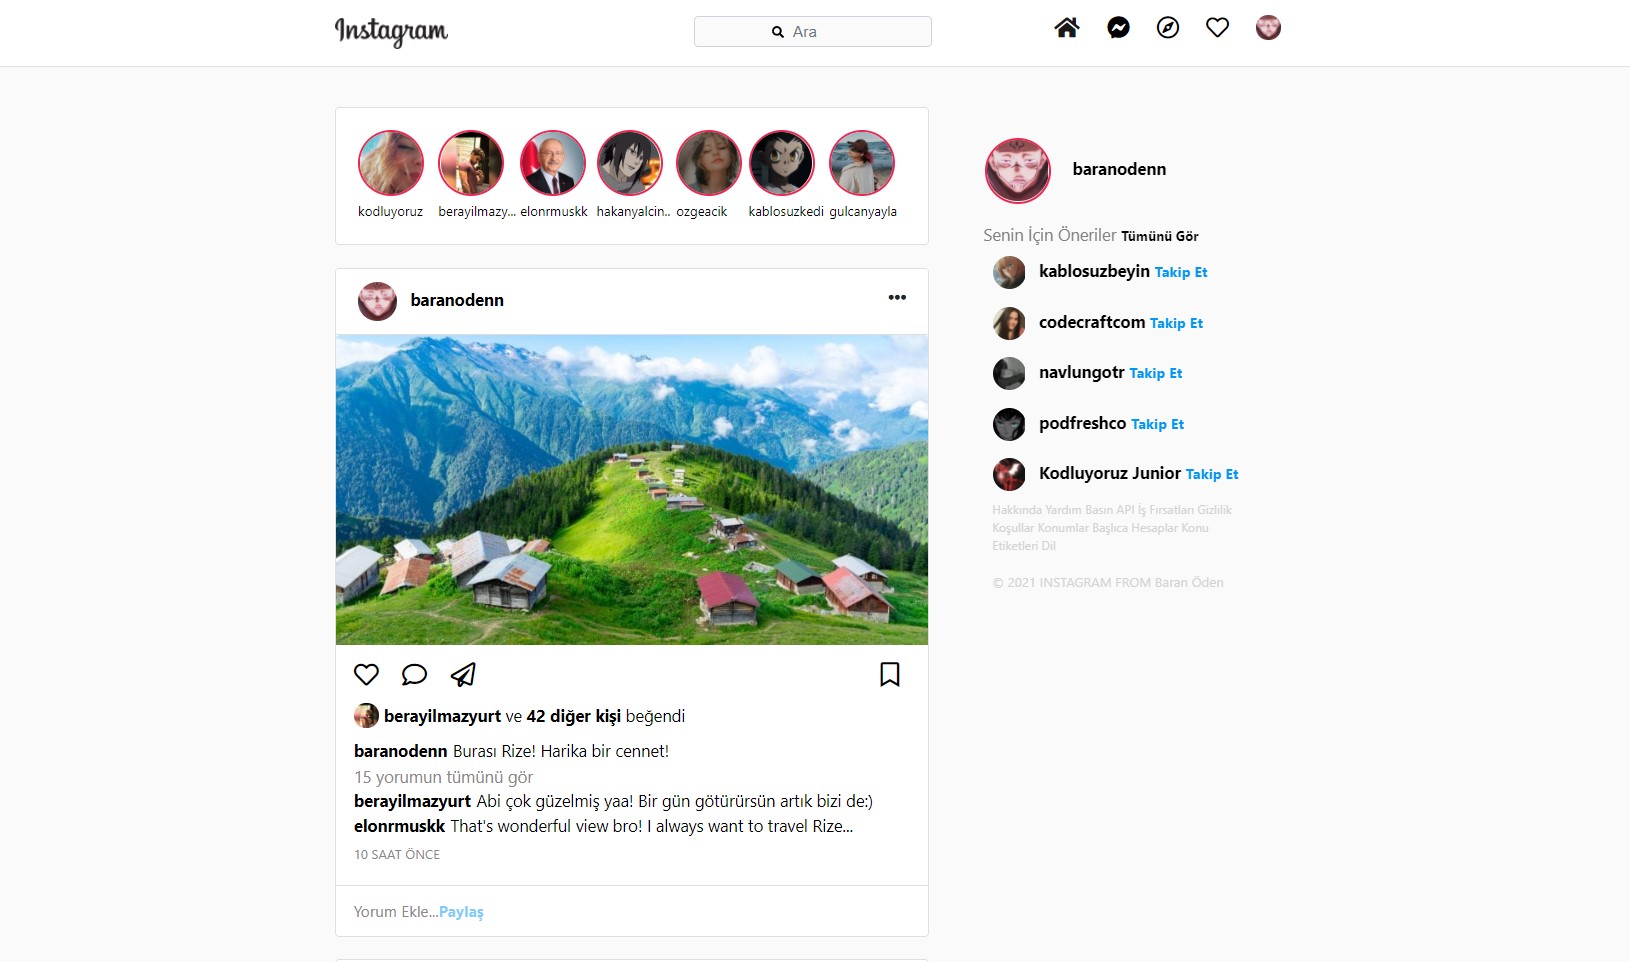 Instagram
Ara
kodluyoruz berayilmazy... elonrmuskk hakanyalcin.. ozgeacik kablosuzkedi gulcanyayla
baranodenn
Senin İçin Öneriler Tümünü Gör
kablosuzbeyin Takip Et
codecraftcom Takip Et
navlungotr Takip Et
podfreshco Takip Et
Kodluyoruz Junior Takip Et
Hakkında Yardım Basın API İş Fırsatları Gizlilik
Koşullar Konumlar Başlıca Hesaplar Konu
Etiketleri Dil
© 2021 INSTAGRAM FROM Baran Öden
baranodenn
berayilmazyurt ve 42 diğer kişi beğendi
baranodenn Burası Rize! Harika bir cennet!
15 yorumun tümünü gör
berayilmazyurt Abi çok güzelmiş yaa! Bir gün götürürsün artık bizi de:)
elonrmuskk That's wonderful view bro! I always want to travel Rize...
10 SAAT ÖNCE
Yorum Ekle...Paylaş